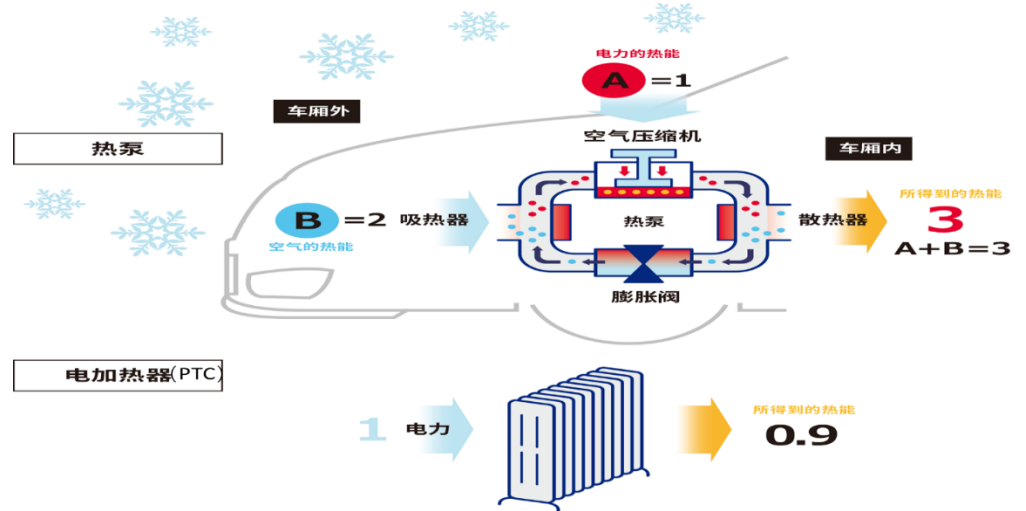 电力的热能
A=1
车厢外
空气压缩机
热泵
车厢内
所得到的热能
B=2
吸热器
热泵
散热器
3
空气的热能
A+B=3
膨胀阀
电加热器(PTC)
所得到的热能
1
电力
0.9